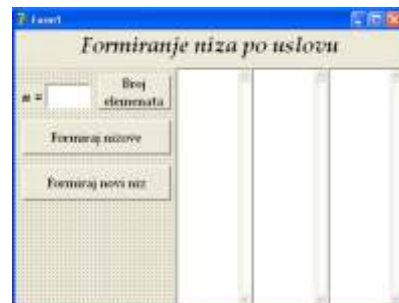 Form1
Formiranje niza po uslovu
n =
Broj
elemenata
Formiraj nizove
Formiraj novi niz